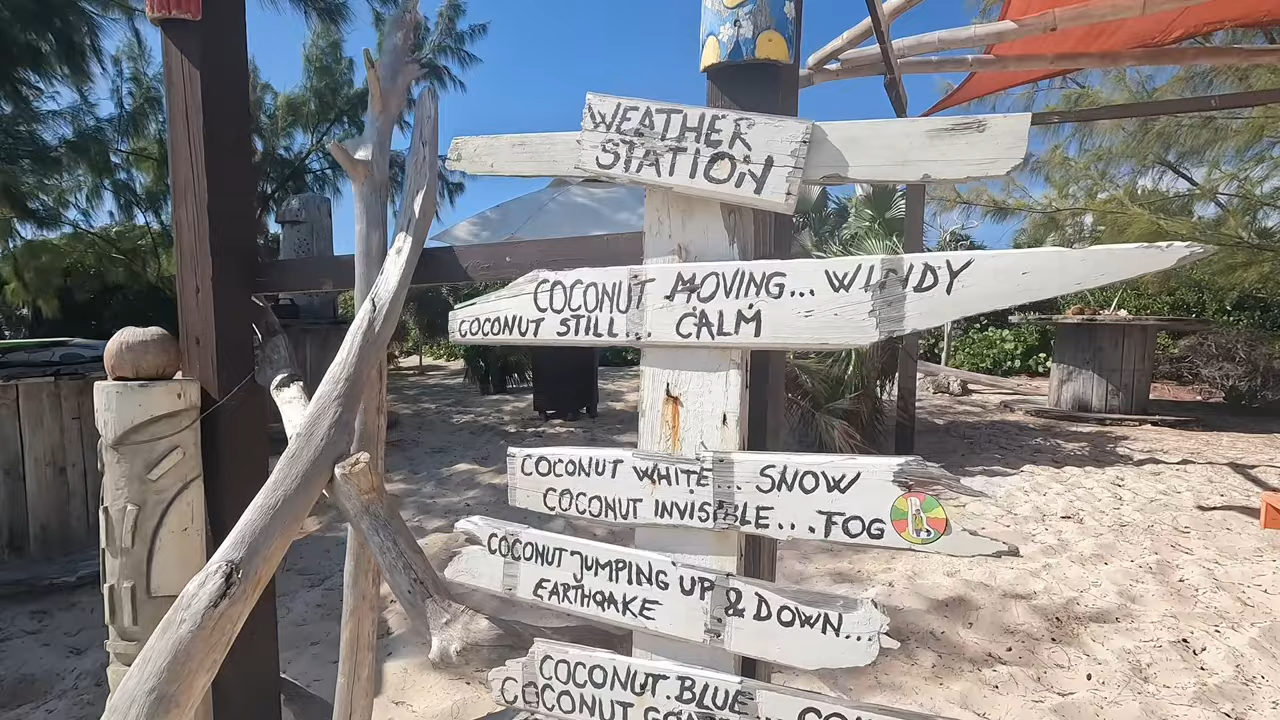 WEATHER
STATION
COCONUT MOVING... WINDY
COCONUT STILL... CALM
COCONUT WHITE... SNOW
COCONUT INVISIBLE...FOG
COCONUT JUMPING UP & DOWN...
EARTHQAKE
COCONUT.BLUE
COCONUT